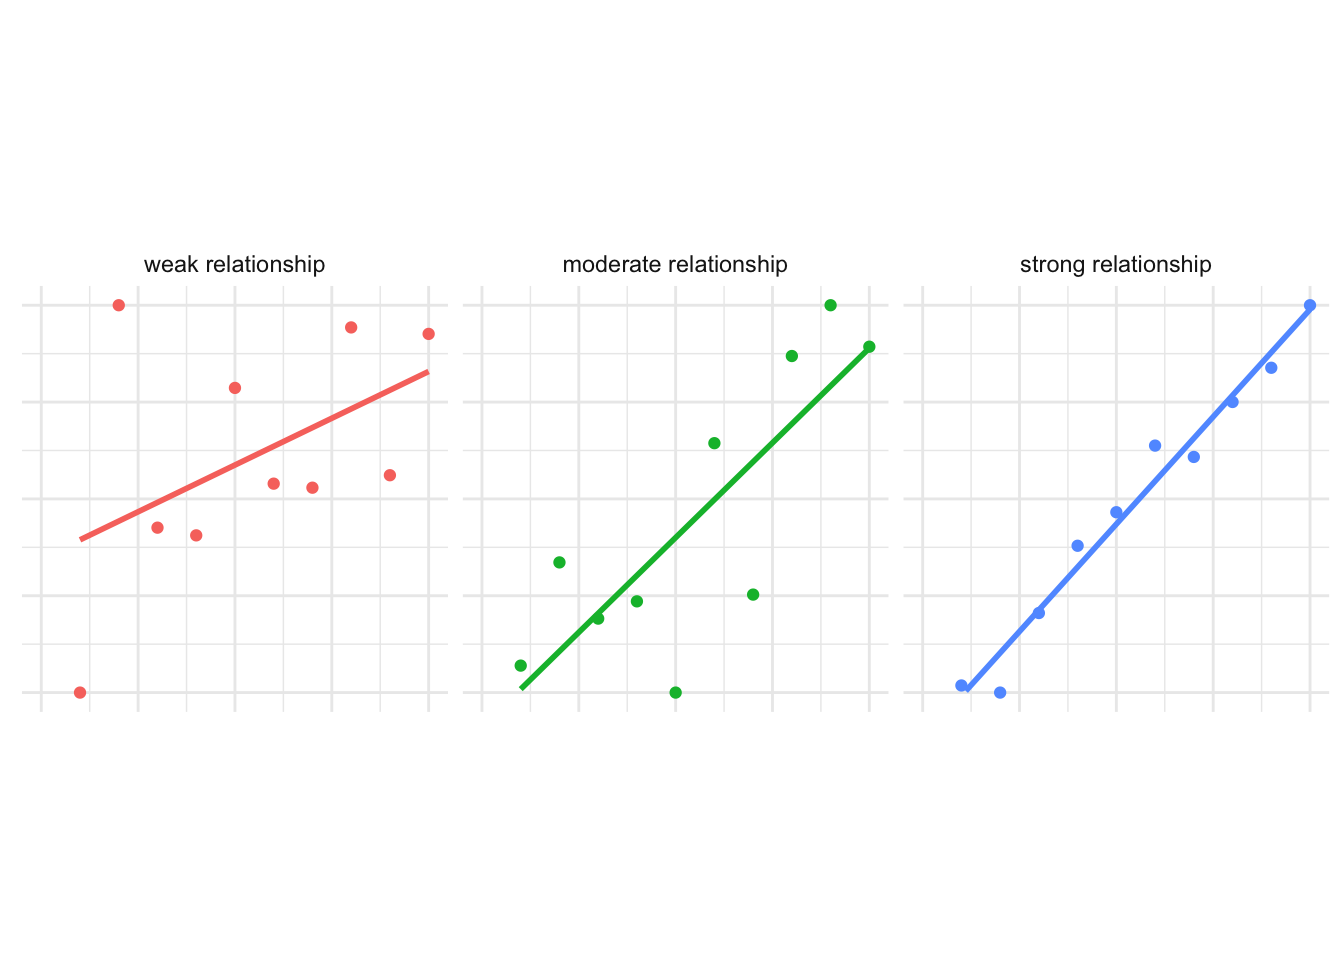 weak relationship
moderate relationship
strong relationship